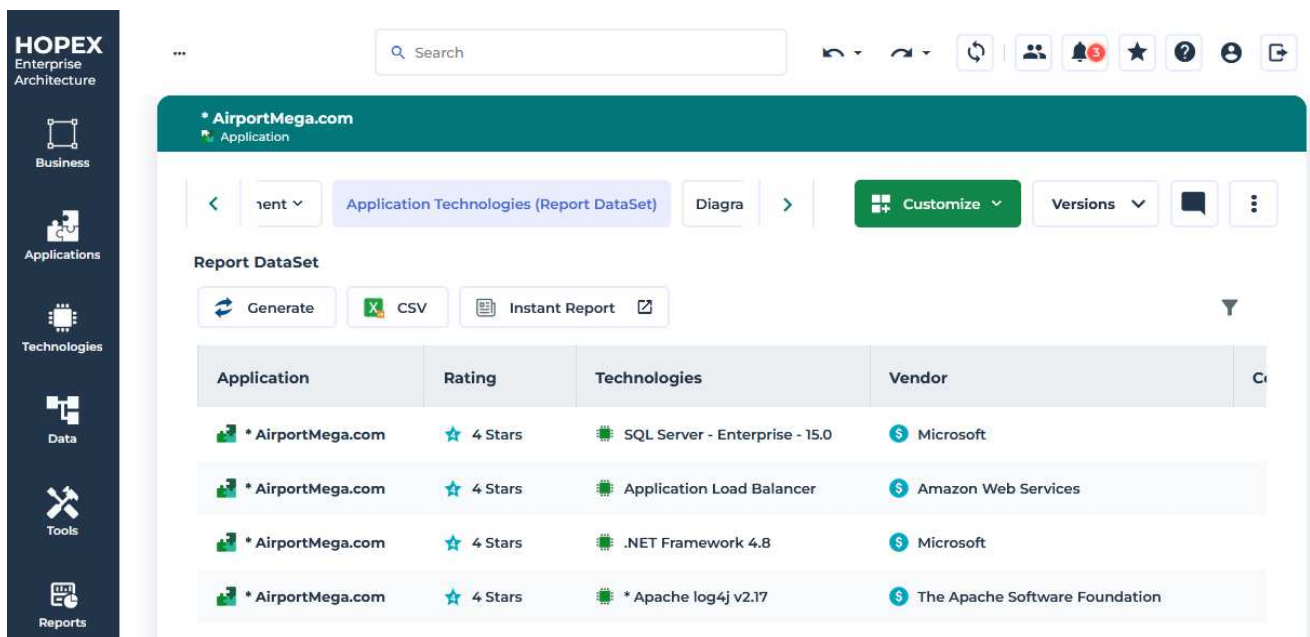 HOPEX
Enterprise
Architecture
Business
Applications
Technologies
Data
Tools
Reports
...
Search
3
* AirportMega.com
Application
nent
Application Technologies (Report DataSet)
Diagra
Customize
Versions
Report DataSet
Generate
CSV
Instant Report
Application Rating Technologies Vendor
* AirportMega.com 4 Stars SQL Server - Enterprise - 15.0 Microsoft
* AirportMega.com 4 Stars Application Load Balancer Amazon Web Services
* AirportMega.com 4 Stars .NET Framework 4.8 Microsoft
* AirportMega.com 4 Stars * Apache log4j v2.17 The Apache Software Foundation